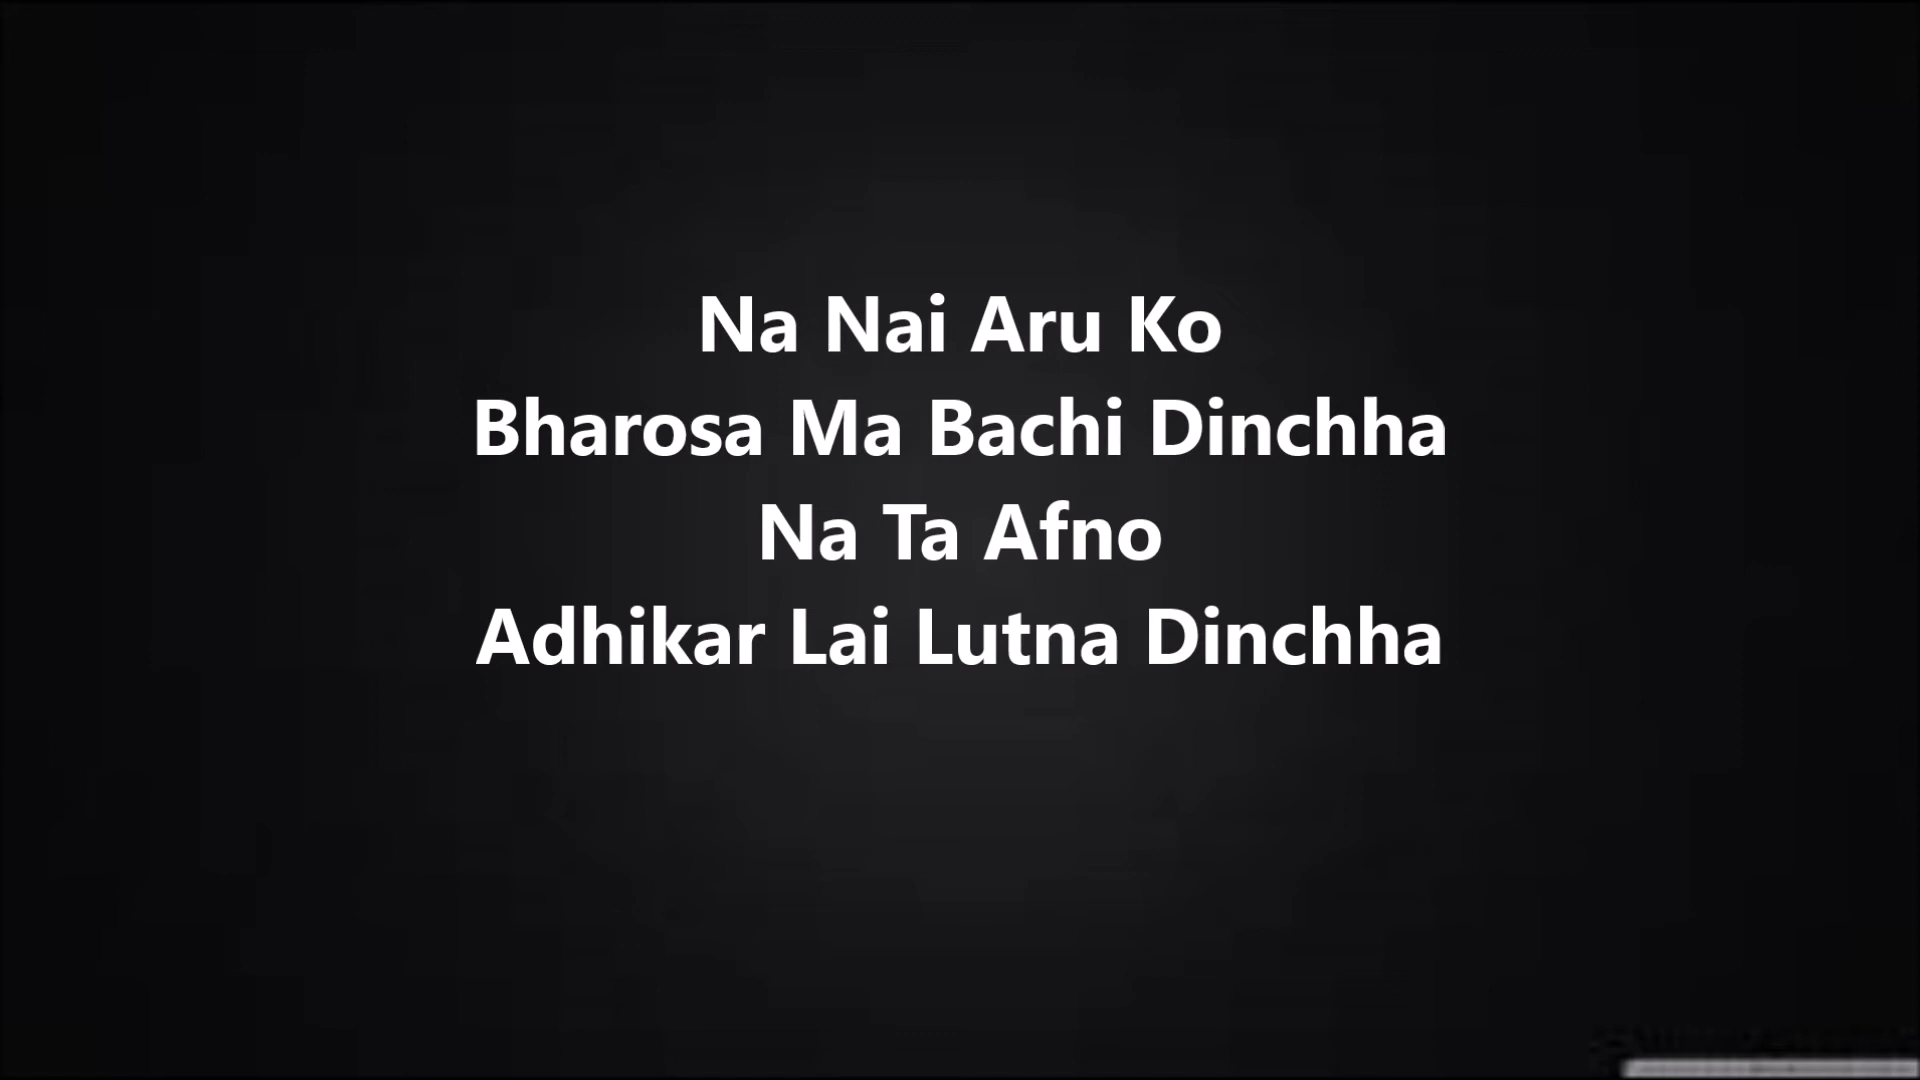 Na Nai Aru Ko
Bharosa Ma Bachi Dinchha
Na Ta Afno
Adhikar Lai Lutna Dinchha